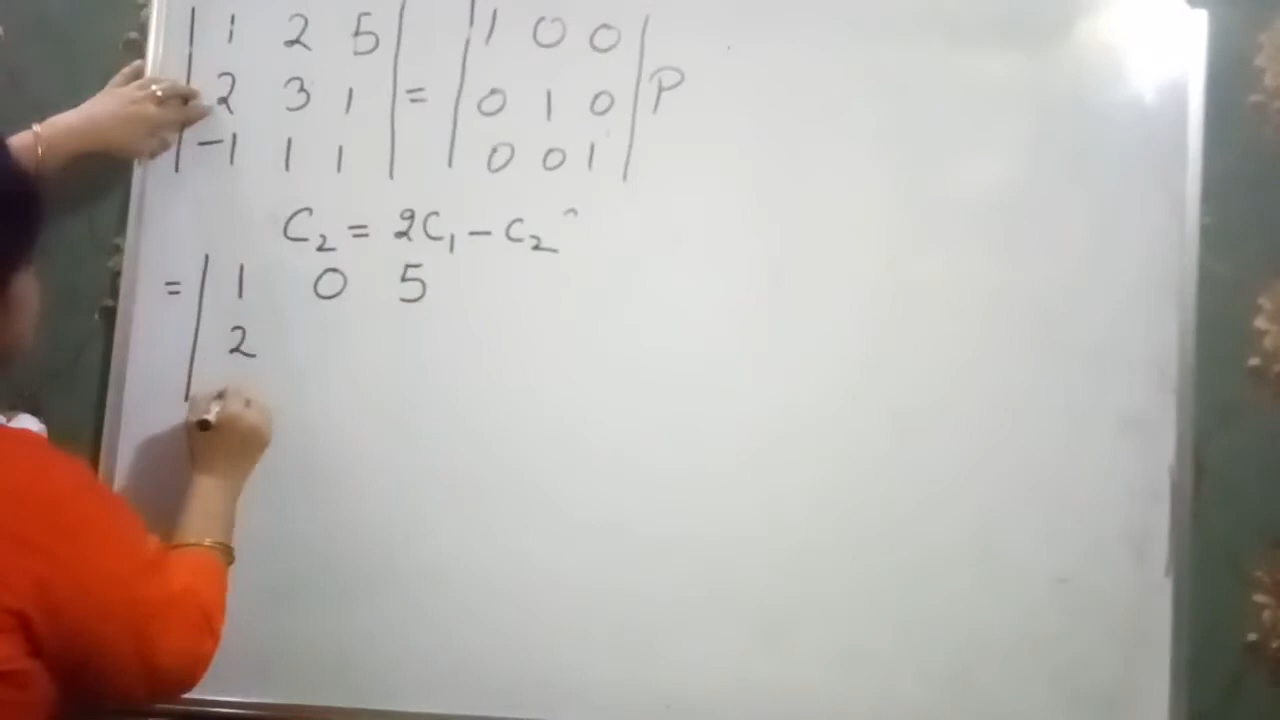 | 1 2 5 | = | 1 0 0 |
| 2 3 1 | = | 0 1 0 | P
| -1 1 1 | | 0 0 1 |
C₂ = 2C₁ - C₂
= | 1 0 5
| 2